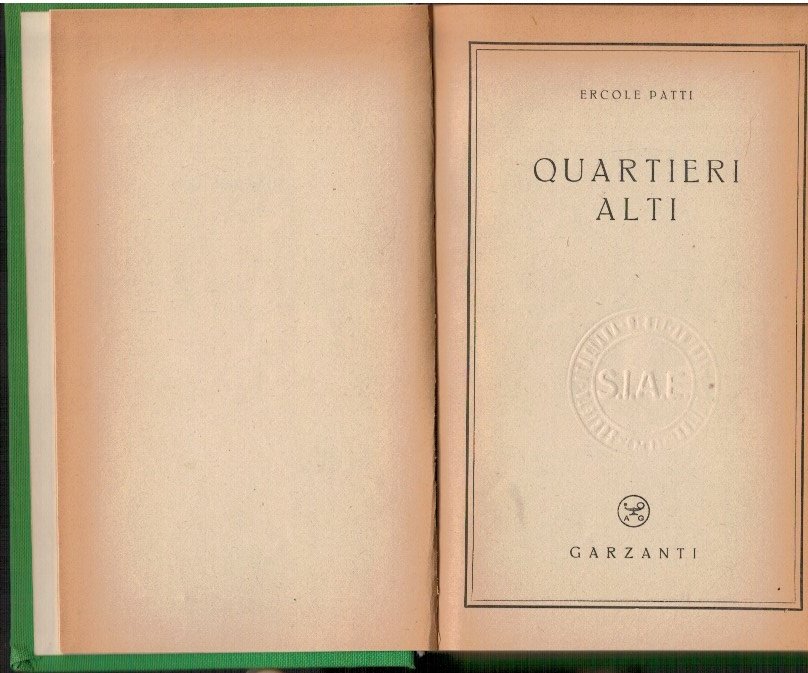 ERCOLE PATTI
QUARTIERI
ALTI
S.I.A.E
A G
GARZANTI